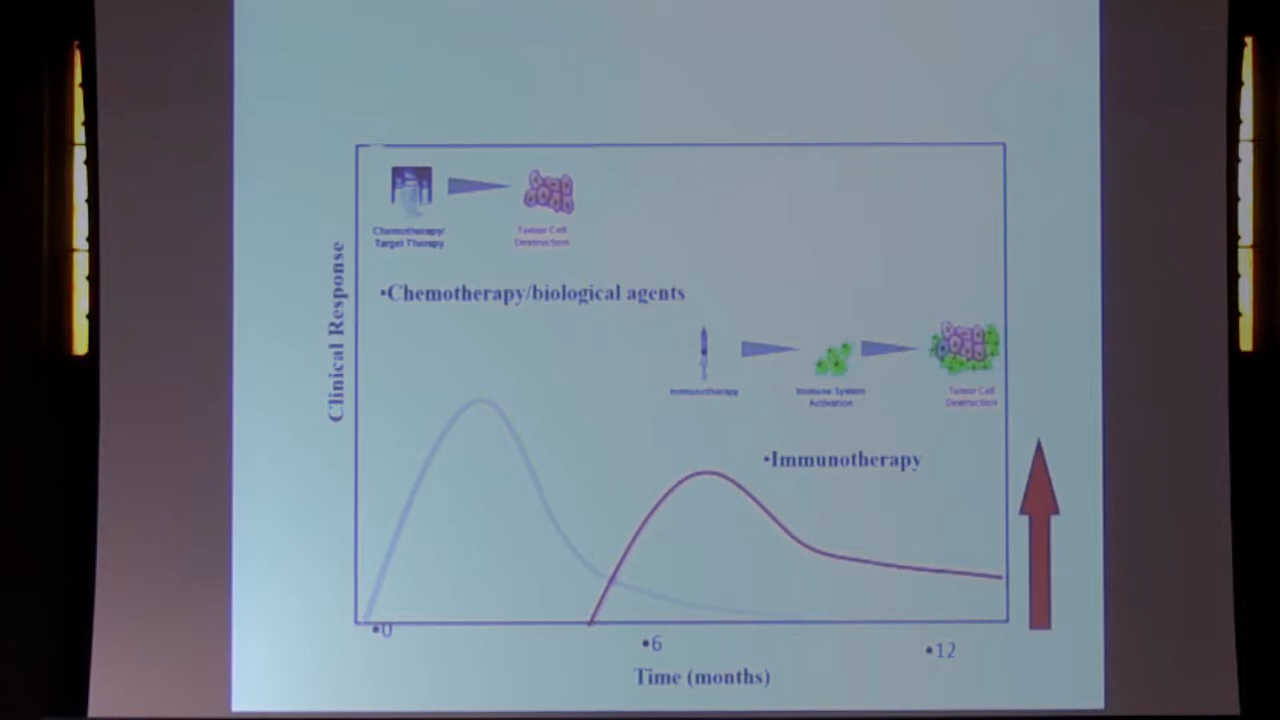 Chemotherapy/
Target Therapy
Tumor Cell
Destruction
•Chemotherapy/biological agents
Immunotherapy
Immune System
Activation
Tumor Cell
Destruction
•Immunotherapy
Clinical Response
•0
•6
•12
Time (months)